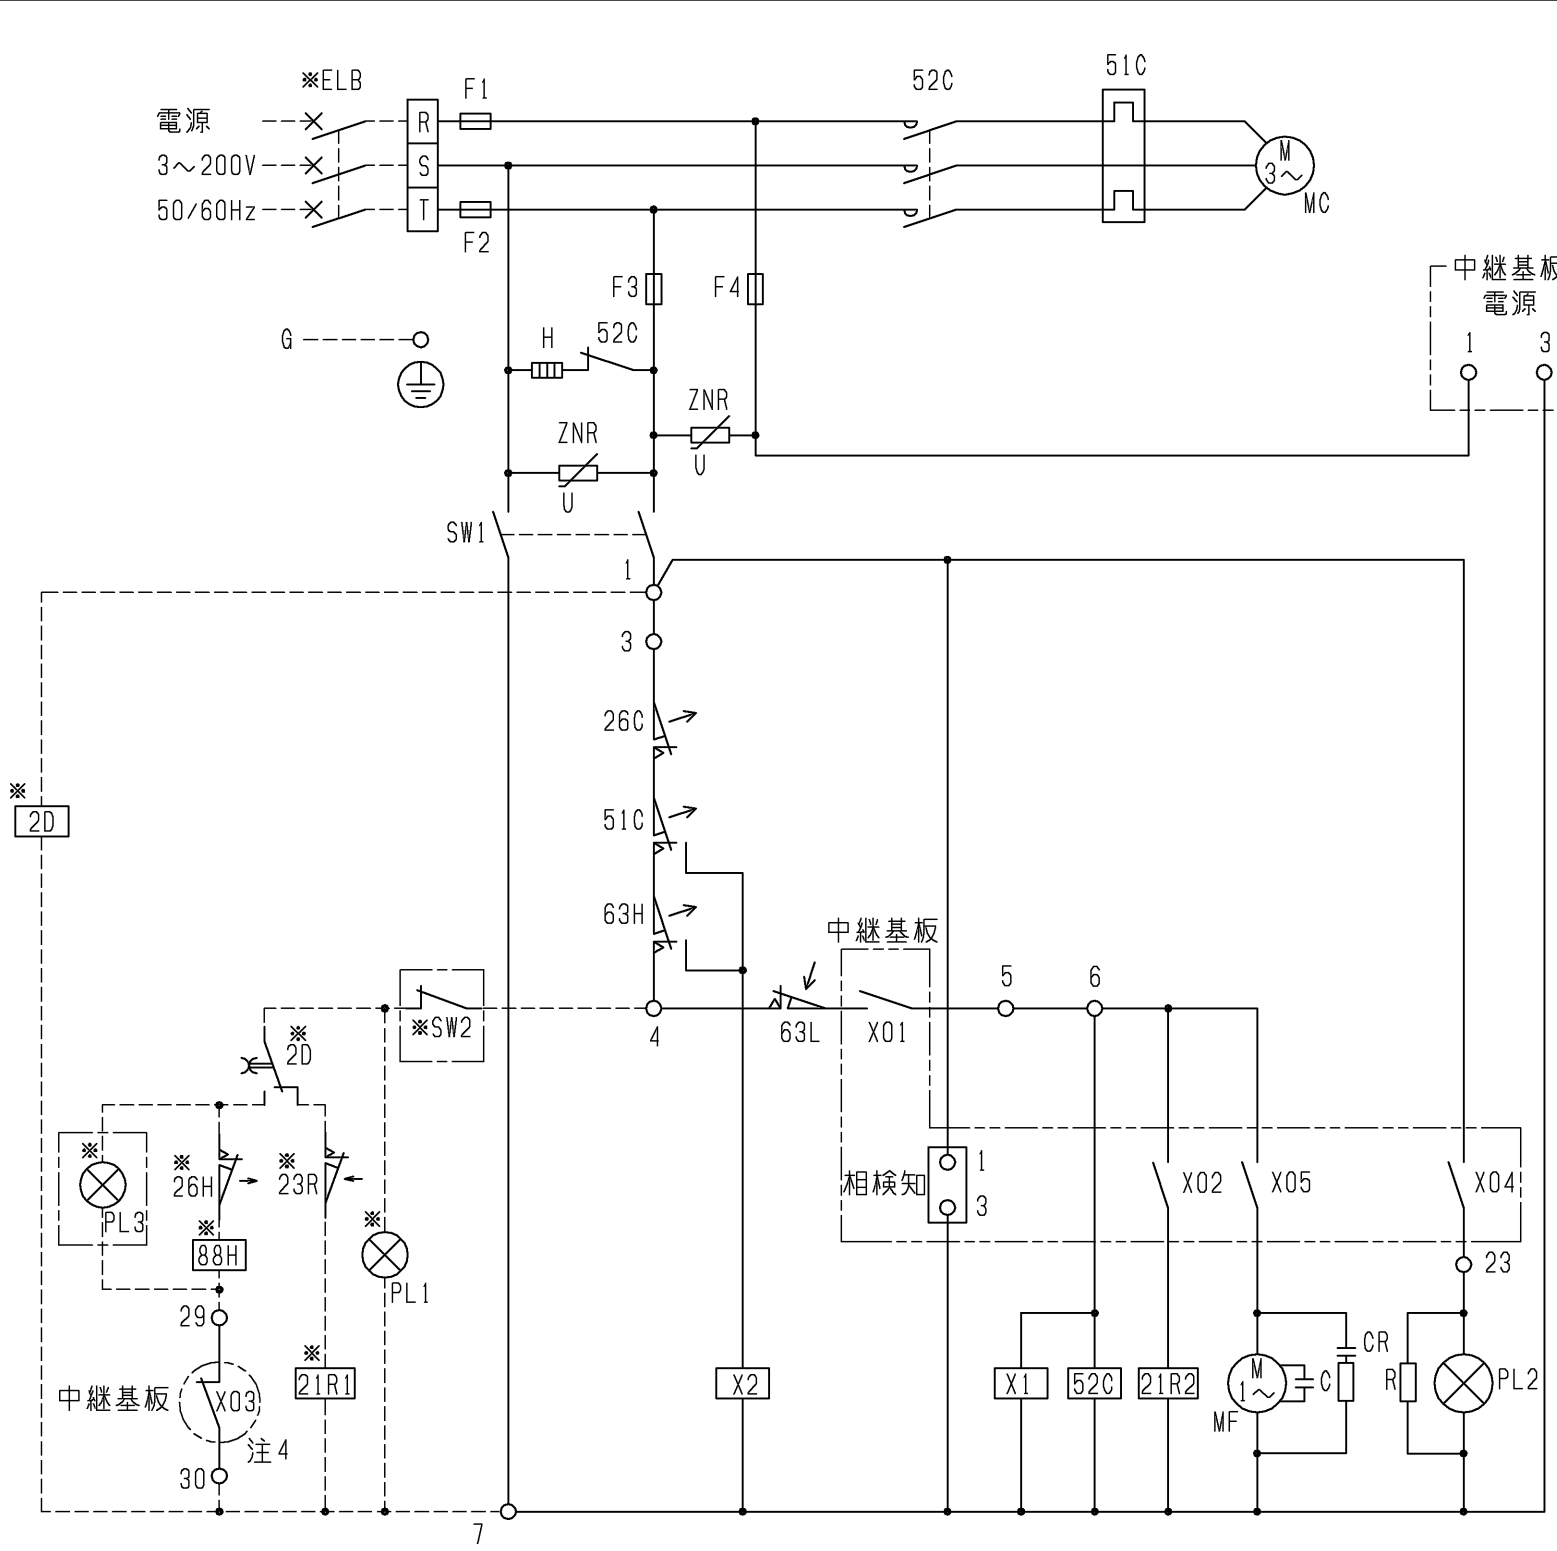 ※ELB
F1
52C
51C
電源
R
M
3～
MC
3～200V
S
50/60Hz
T
F2
中継基板
電源
1
3
F3
F4
G
H
52C
ZNR
U
ZNR
U
SW1
1
3
26C
※
2D
51C
63H
中継基板
※SW2
4
63L
X01
5
6
※
2D
※
PL3
※
26H
※
23R
相検知
1
3
X02
X05
X04
※
88H
※
PL1
23
29
※
21R1
中継基板
X03
注4
30
X2
X1
52C
21R2
M
1～
MF
C
CR
R
PL2
7